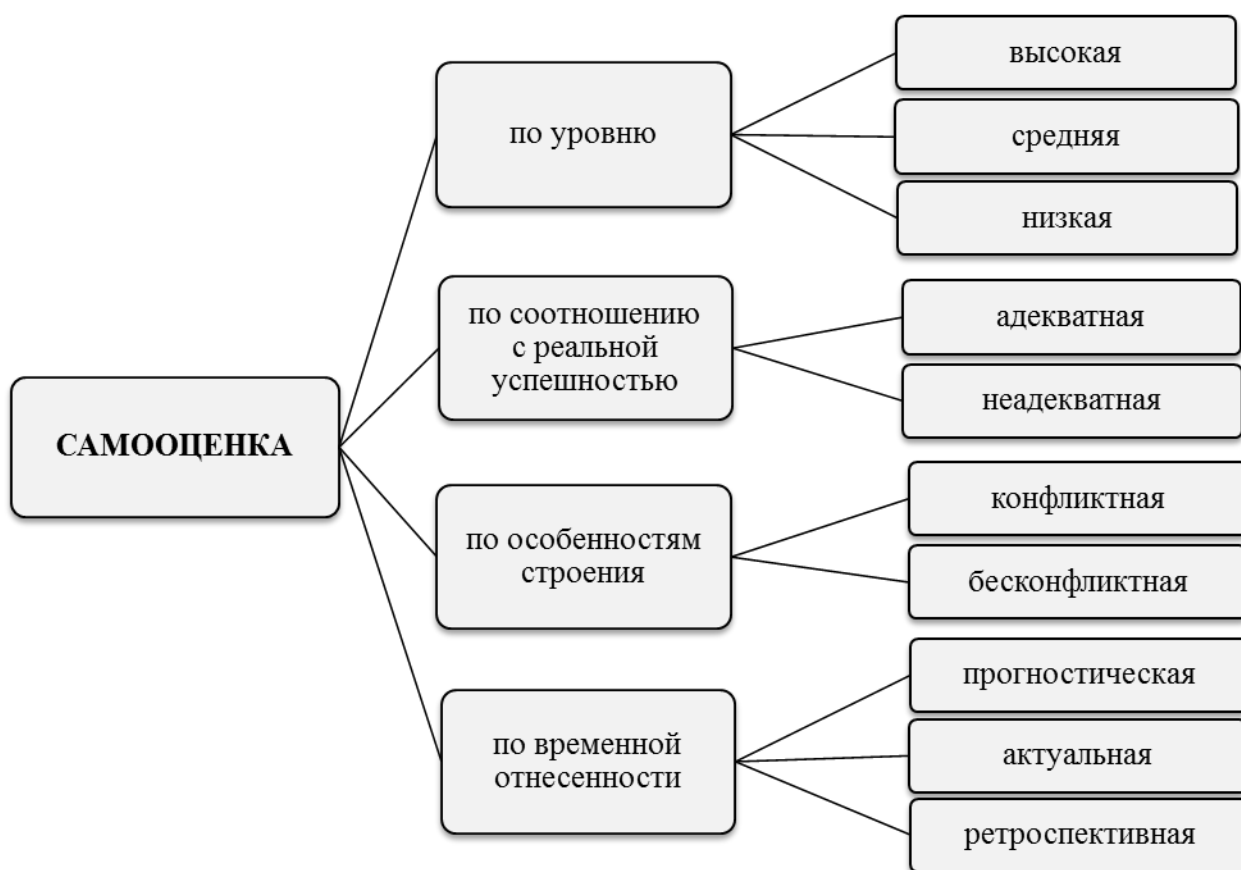 САМООЦЕНКА
по уровню
высокая
средняя
низкая
по соотношению
с реальной
успешностью
адекватная
неадекватная
по особенностям
строения
конфликтная
бесконфликтная
по временной
отнесенности
прогностическая
актуальная
ретроспективная